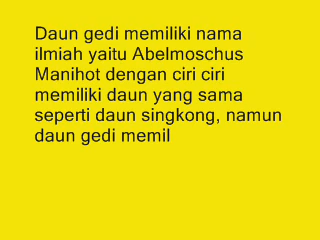 Daun gedi memiliki nama
ilmiah yaitu Abelmoschus
Manihot dengan ciri ciri
memiliki daun yang sama
seperti daun singkong, namun
daun gedi memil